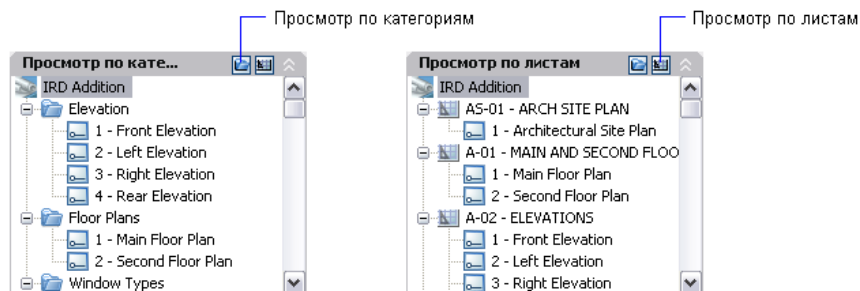 Просмотр по категориям
Просмотр по листам
Просмотр по кате...
IRD Addition
Elevation
1 - Front Elevation
2 - Left Elevation
3 - Right Elevation
4 - Rear Elevation
Floor Plans
1 - Main Floor Plan
2 - Second Floor Plan
Window Types
Просмотр по листам
IRD Addition
AS-01 - ARCH SITE PLAN
1 - Architectural Site Plan
A-01 - MAIN AND SECOND FLOO
1 - Main Floor Plan
2 - Second Floor Plan
A-02 - ELEVATIONS
1 - Front Elevation
2 - Left Elevation
3 - Right Elevation